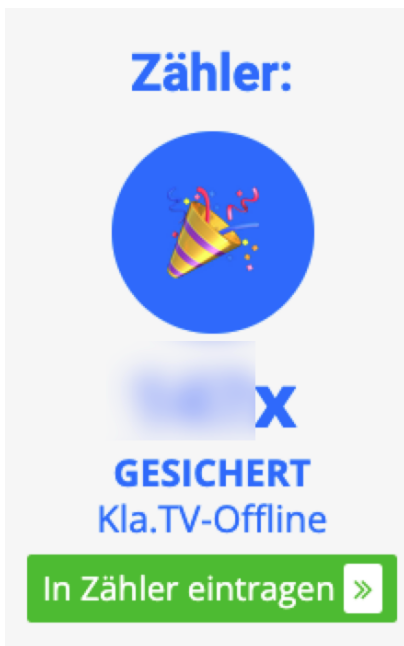 Zähler:
x
GESICHERT
Kla.TV-Offline
In Zähler eintragen »